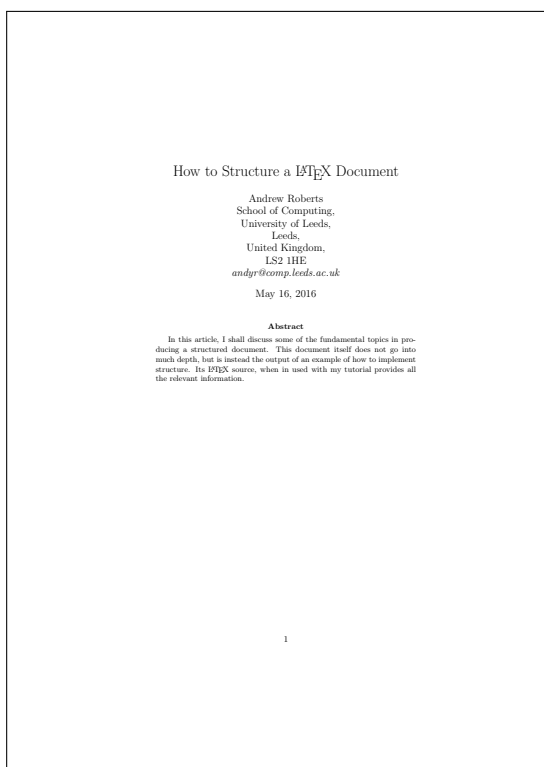 How to Structure a LATEX Document
Andrew Roberts
School of Computing,
University of Leeds,
Leeds,
United Kingdom,
LS2 1HE
andyr@comp.leeds.ac.uk
May 16, 2016
Abstract
In this article, I shall discuss some of the fundamental topics in pro-
ducing a structured document. This document itself does not go into
much depth, but is instead the output of an example of how to implement
structure. Its LATEX source, when in used with my tutorial provides all
the relevant information.
1